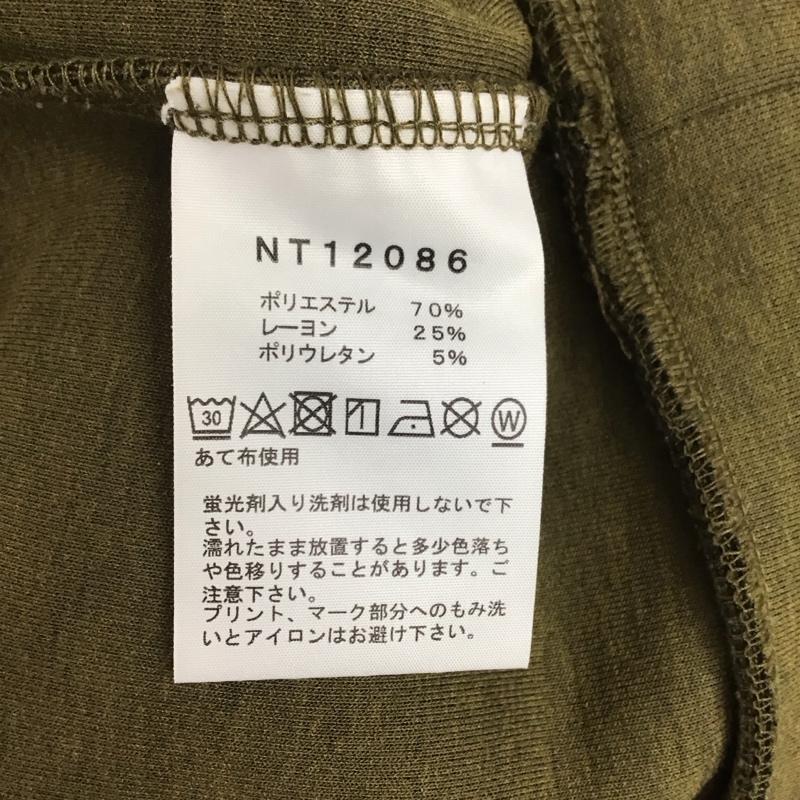 NT12086
ポリエステル 70%
レーヨン 25%
ポリウレタン 5%
30
W
あて布使用
蛍光剤入り洗剤は使用しないで下
さい。
濡れたまま放置すると多少色落ち
や色移りすることがあります。ご
注意下さい。
プリント、マーク部分へのもみ洗
いとアイロンはお避け下さい。